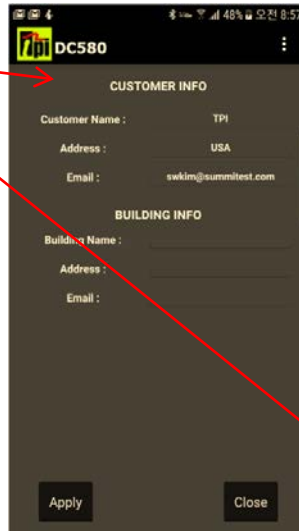 48% 오전 8:57
TPI DC580
CUSTOMER INFO
Customer Name : TPI
Address : USA
Email : swkim@summitest.com
BUILDING INFO
Building Name :
Address :
Email :
Apply Close